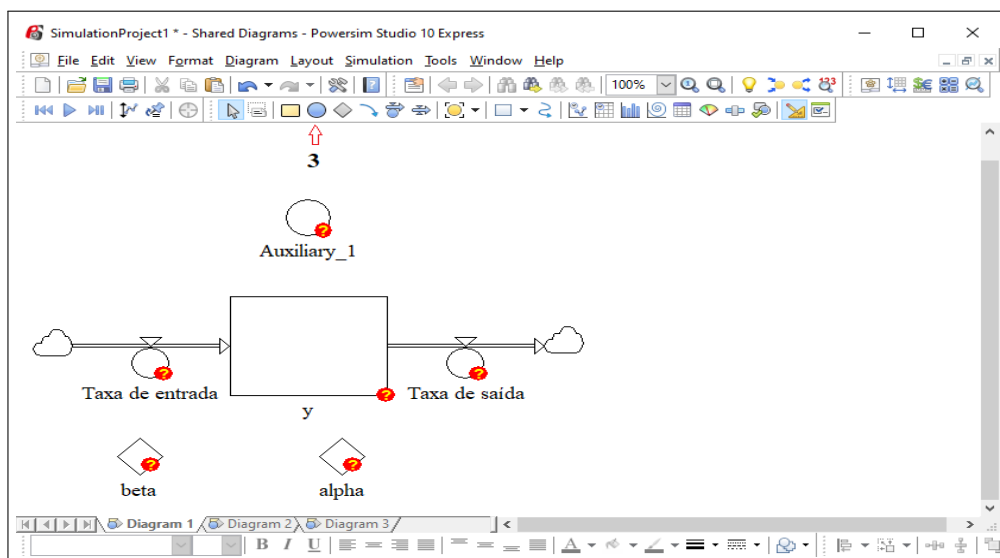 SimulationProject1 * - Shared Diagrams - Powersim Studio 10 Express
File Edit View Format Diagram Layout Simulation Tools Window Help
100%
123
3
Auxiliary_1
Taxa de entrada
Taxa de saída
y
beta
alpha
Diagram 1 Diagram 2 Diagram 3
B I U A